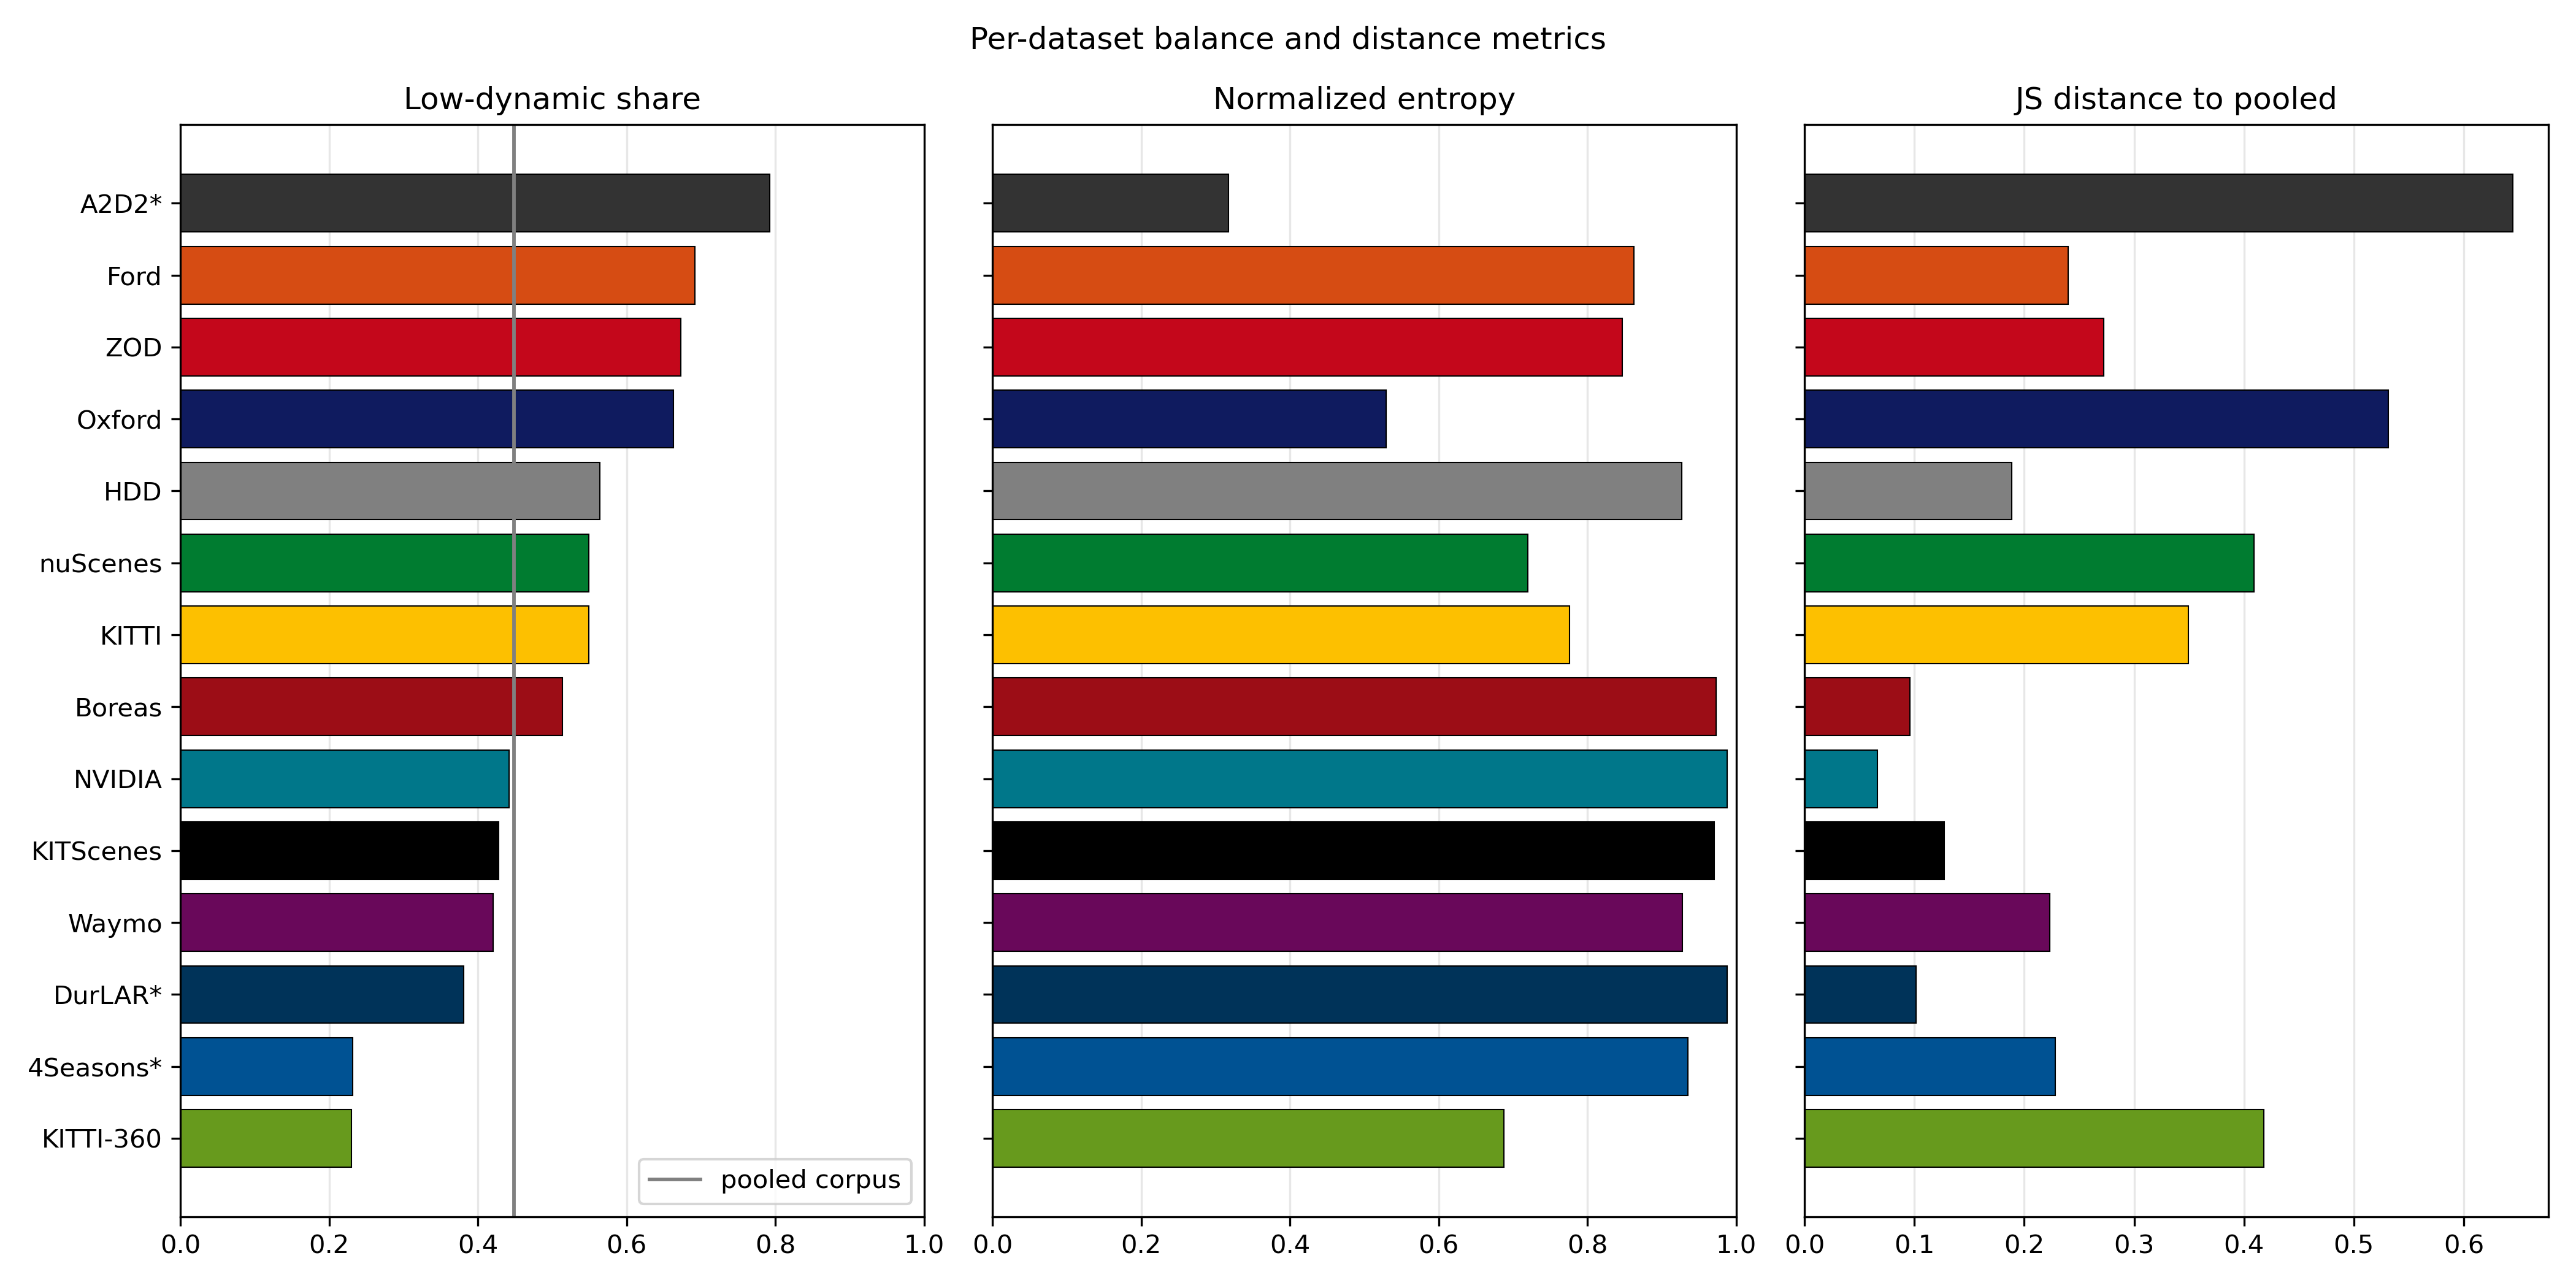 Per-dataset balance and distance metrics
Low-dynamic share
Normalized entropy
JS distance to pooled
A2D2*
Ford
ZOD
Oxford
HDD
nuScenes
KITTI
Boreas
NVIDIA
KITScenes
Waymo
DurLAR*
4Seasons*
KITTI-360
pooled corpus
0.0 0.2 0.4 0.6 0.8 1.0
0.0 0.2 0.4 0.6 0.8 1.0
0.0 0.1 0.2 0.3 0.4 0.5 0.6